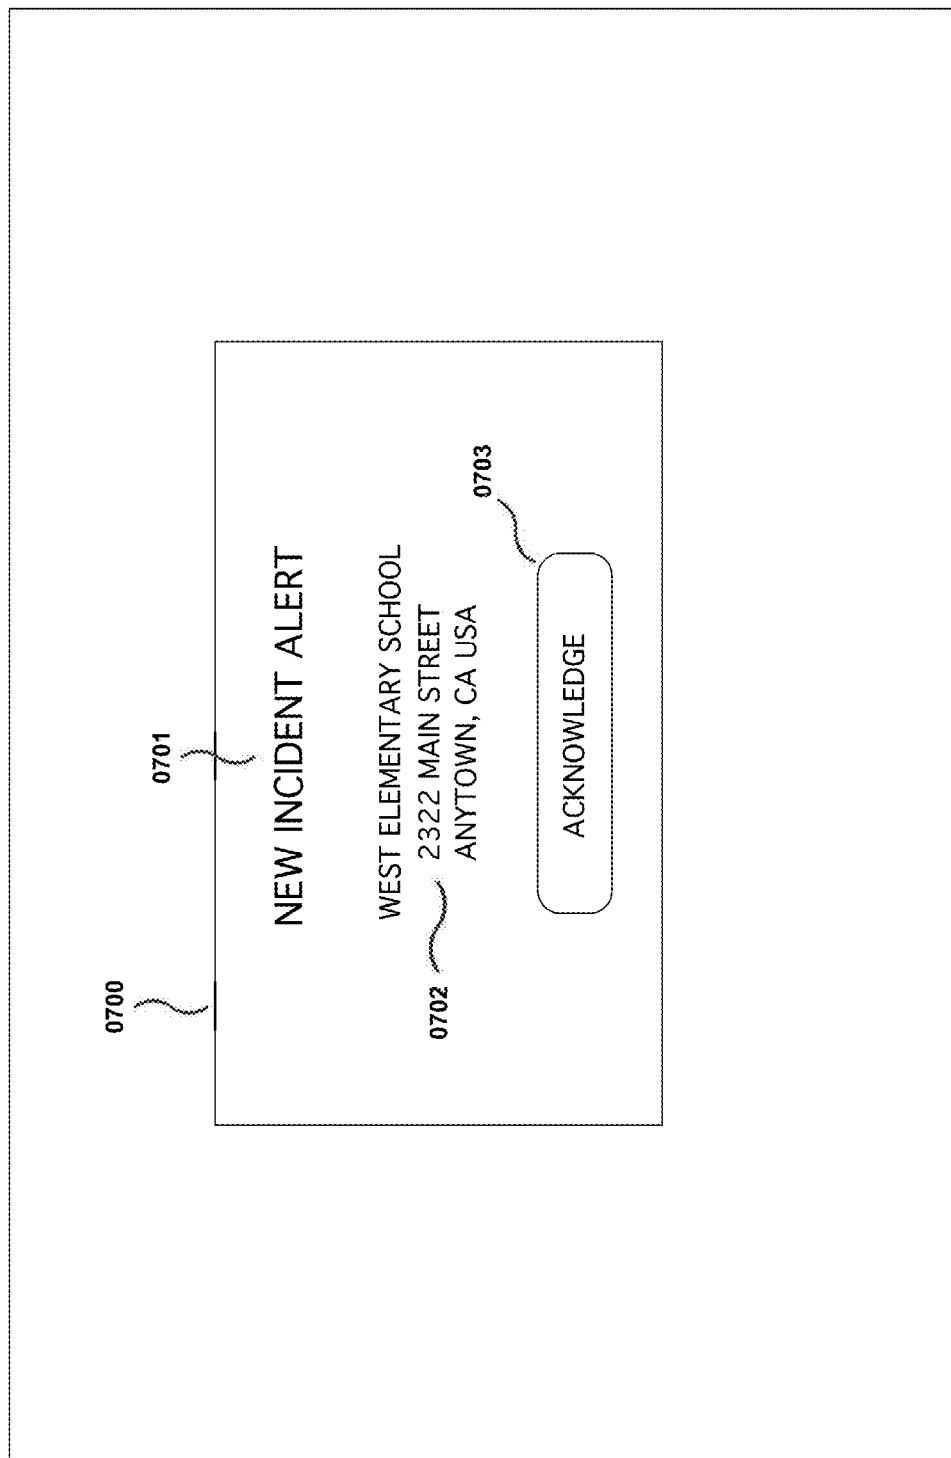 0700
0701
NEW INCIDENT ALERT
WEST ELEMENTARY SCHOOL
2322 MAIN STREET
ANYTOWN, CA USA
0702
0703
ACKNOWLEDGE